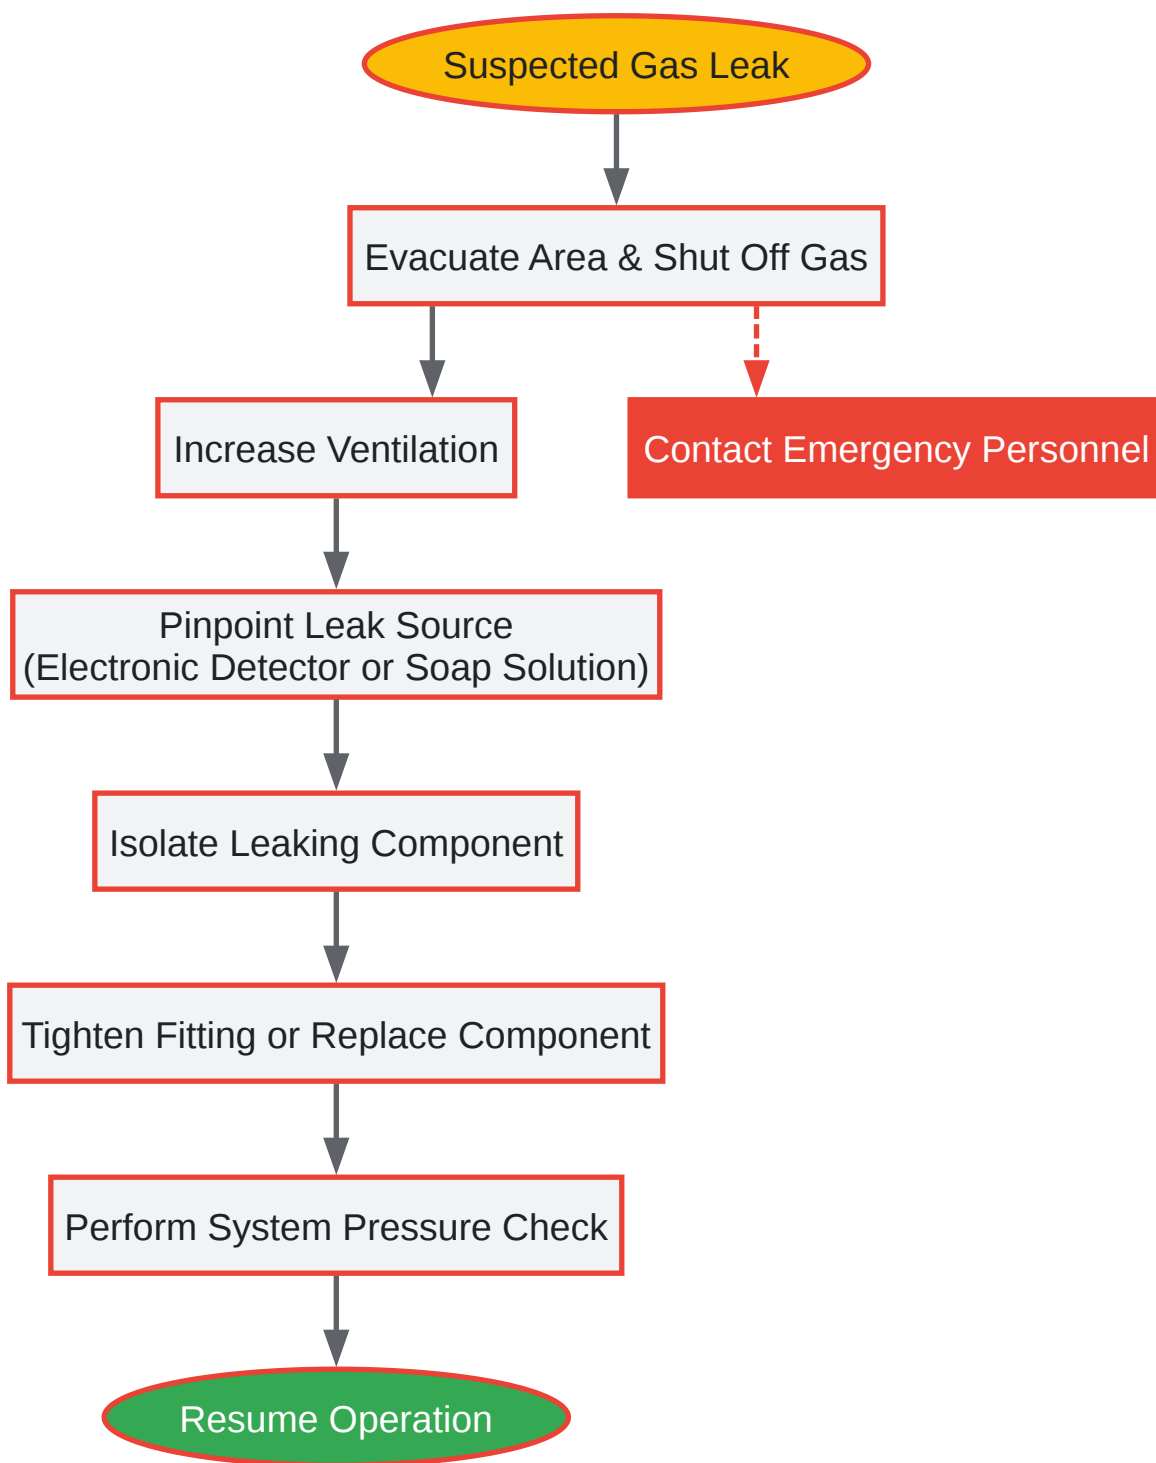 Suspected Gas Leak
Evacuate Area & Shut Off Gas
Increase Ventilation
Contact Emergency Personnel
Pinpoint Leak Source
(Electronic Detector or Soap Solution)
Isolate Leaking Component
Tighten Fitting or Replace Component
Perform System Pressure Check
Resume Operation